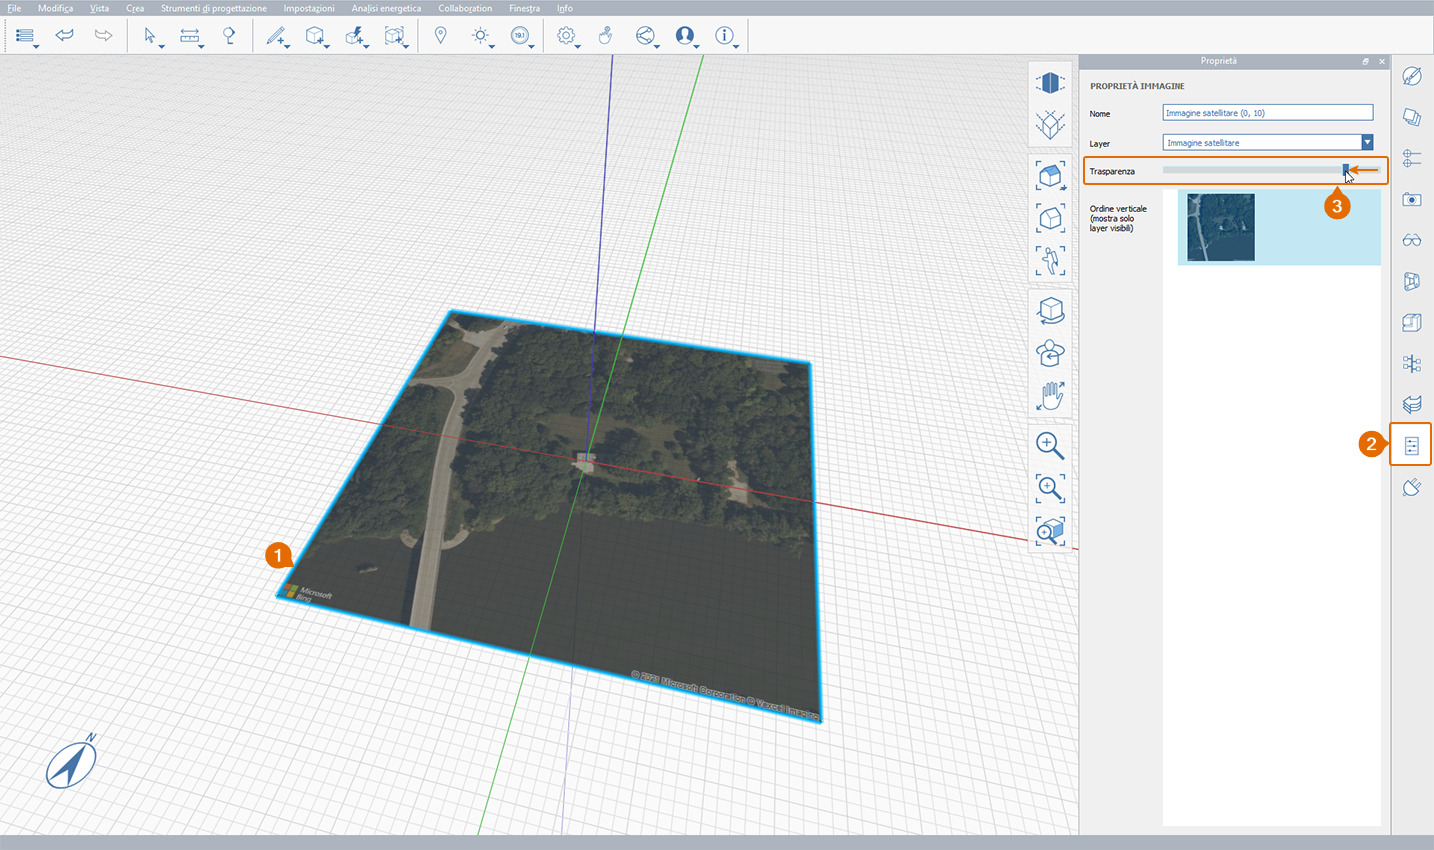 File Modifica Vista Crea Strumenti di progettazione Impostazioni Analisi energetica Collaboration Finestra Info
19.1
Proprietà
PROPRIETÀ IMMAGINE
Nome Immagine satellitare (0, 10)
Layer Immagine satellitare
Trasparenza
3
Ordine verticale
(mostra solo
layer visibili)
2
1
Microsoft
Bing
© 2021 Microsoft Corporation © Vexcel Imaging
N